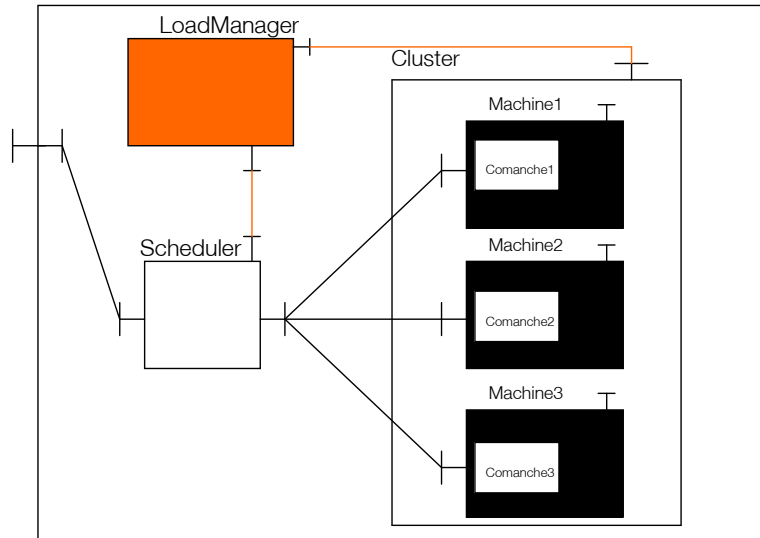 LoadManager
Cluster
Machine1
Comanche1
Scheduler
Machine2
Comanche2
Machine3
Comanche3